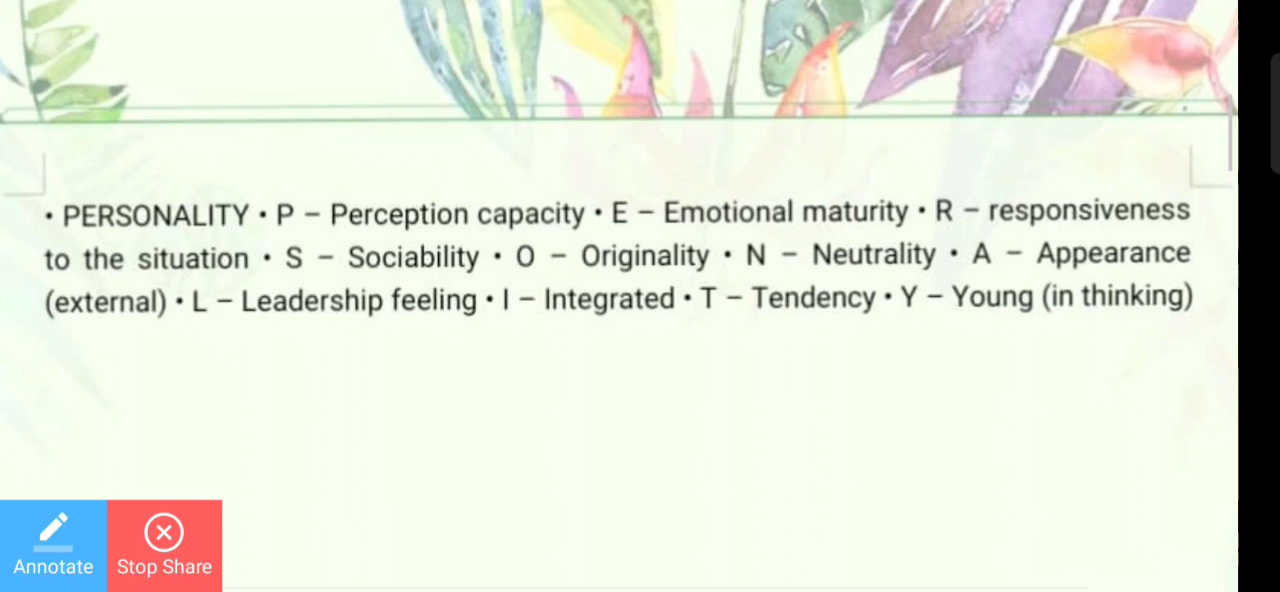 • PERSONALITY • P – Perception capacity • E – Emotional maturity • R – responsiveness
to the situation • S – Sociability • O – Originality • N – Neutrality • A – Appearance
(external) • L – Leadership feeling • I – Integrated • T – Tendency • Y – Young (in thinking)
Annotate
Stop Share